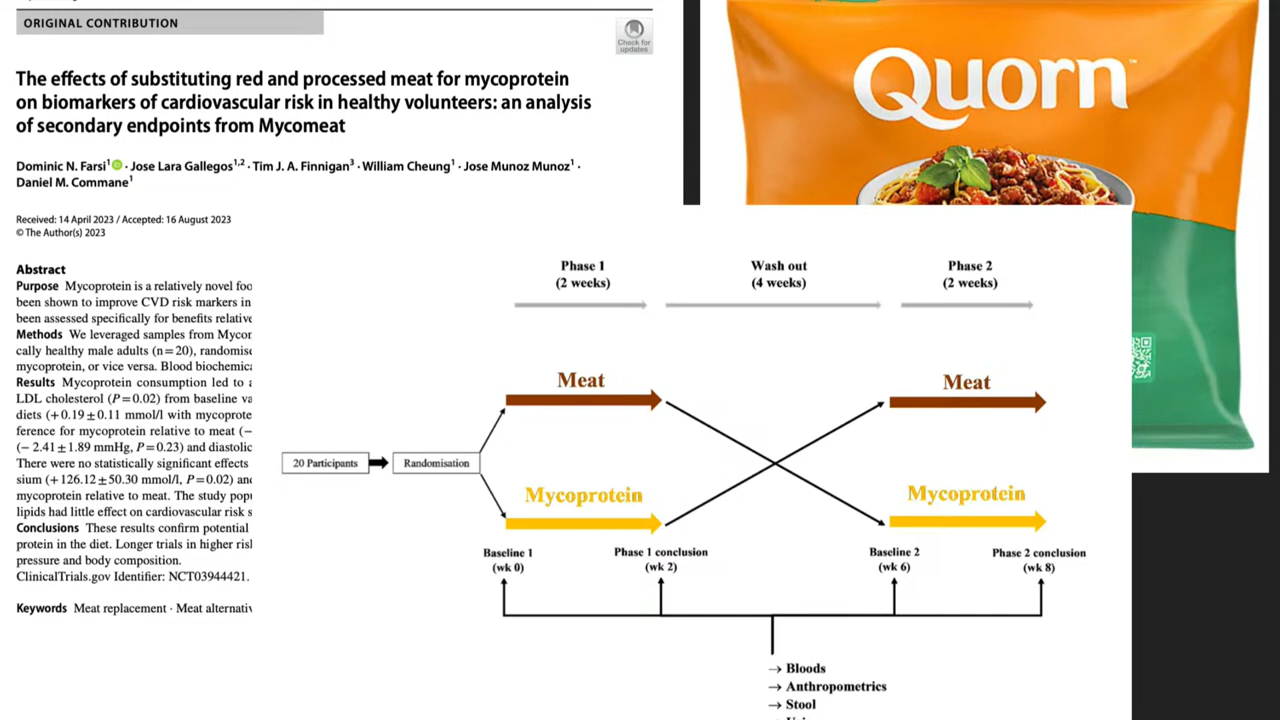 ORIGINAL CONTRIBUTION
Check for
updates
The effects of substituting red and processed meat for mycoprotein
on biomarkers of cardiovascular risk in healthy volunteers: an analysis
of secondary endpoints from Mycomeat
Dominic N. Farsi1 · Jose Lara Gallegos1,2 · Tim J. A. Finnigan3 · William Cheung1 · Jose Munoz Munoz1 ·
Daniel M. Commane1
Received: 14 April 2023 / Accepted: 16 August 2023
© The Author(s) 2023
Abstract
Purpose Mycoprotein is a relatively novel foo
been shown to improve CVD risk markers in
been assessed specifically for benefits relative
Methods We leveraged samples from Mycor
cally healthy male adults (n=20), randomise
mycoprotein, or vice versa. Blood biochemica
Results Mycoprotein consumption led to a
LDL cholesterol (P=0.02) from baseline va
diets (+0.19±0.11 mmol/l with mycoprote
ference for mycoprotein relative to meat (−
(− 2.41±1.89 mmHg, P=0.23) and diastolic
There were no statistically significant effects
sium (+126.12±50.30 mmol/l, P=0.02) and
mycoprotein relative to meat. The study popu
lipids had little effect on cardiovascular risk s
Conclusions These results confirm potential
protein in the diet. Longer trials in higher risk
pressure and body composition.
ClinicalTrials.gov Identifier: NCT03944421.
Keywords Meat replacement · Meat alternativ
Quorn™
Phase 1
(2 weeks)
Wash out
(4 weeks)
Phase 2
(2 weeks)
Meat
Meat
20 Participants
Randomisation
Mycoprotein
Mycoprotein
Baseline 1
(wk 0)
Phase 1 conclusion
(wk 2)
Baseline 2
(wk 6)
Phase 2 conclusion
(wk 8)
→ Bloods
→ Anthropometrics
→ Stool